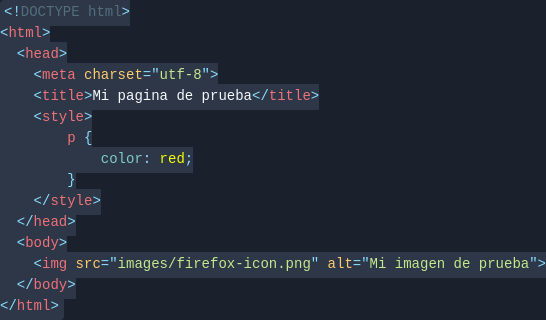 <!DOCTYPE html>
<html>
  <head>
    <meta charset="utf-8">
    <title>Mi pagina de prueba</title>
    <style>
        p {
            color: red;
        }
    </style>
  </head>
  <body>
    <img src="images/firefox-icon.png" alt="Mi imagen de prueba">
  </body>
</html>